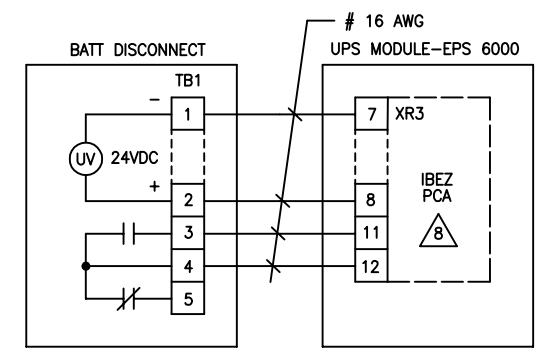 # 16 AWG
BATT DISCONNECT
UPS MODULE-EPS 6000
TB1
- 1
7 XR3
UV 24VDC
+ 2
8
IBEZ
PCA
8
3
11
4
12
5